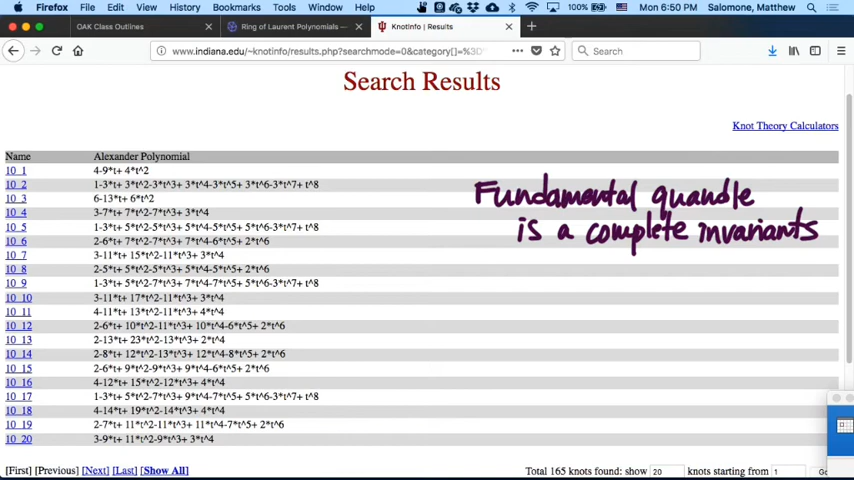 Firefox File Edit View History Bookmarks Tools Window Help 100% Mon 6:50 PM Salomone, Matthew
OAK Class Outlines Ring of Laurent Polynomials — KnotInfo | Results
www.indiana.edu/~knotinfo/results.php?searchmode=0&category[]=%3D% Search
Search Results
Knot Theory Calculators
Name Alexander Polynomial
10_1 4-9*t+ 4*t^2
10_2 1-3*t+ 3*t^2-3*t^3+ 3*t^4-3*t^5+ 3*t^6-3*t^7+ t^8
10_3 6-13*t+ 6*t^2
10_4 3-7*t+ 7*t^2-7*t^3+ 3*t^4
10_5 1-3*t+ 5*t^2-5*t^3+ 5*t^4-5*t^5+ 5*t^6-3*t^7+ t^8
10_6 2-6*t+ 7*t^2-7*t^3+ 7*t^4-6*t^5+ 2*t^6
10_7 3-11*t+ 15*t^2-11*t^3+ 3*t^4
10_8 2-5*t+ 5*t^2-5*t^3+ 5*t^4-5*t^5+ 2*t^6
10_9 1-3*t+ 5*t^2-7*t^3+ 7*t^4-7*t^5+ 5*t^6-3*t^7+ t^8
10_10 3-11*t+ 17*t^2-11*t^3+ 3*t^4
10_11 4-11*t+ 13*t^2-11*t^3+ 4*t^4
10_12 2-6*t+ 10*t^2-11*t^3+ 10*t^4-6*t^5+ 2*t^6
10_13 2-13*t+ 23*t^2-13*t^3+ 2*t^4
10_14 2-8*t+ 12*t^2-13*t^3+ 12*t^4-8*t^5+ 2*t^6
10_15 2-6*t+ 9*t^2-9*t^3+ 9*t^4-6*t^5+ 2*t^6
10_16 4-12*t+ 15*t^2-12*t^3+ 4*t^4
10_17 1-3*t+ 5*t^2-7*t^3+ 9*t^4-7*t^5+ 5*t^6-3*t^7+ t^8
10_18 4-14*t+ 19*t^2-14*t^3+ 4*t^4
10_19 2-7*t+ 11*t^2-11*t^3+ 11*t^4-7*t^5+ 2*t^6
10_20 3-9*t+ 11*t^2-9*t^3+ 3*t^4
Fundamental quandle
is a complete invariants
[First] [Previous] [Next] [Last] [Show All] Total 165 knots found: show 20 knots starting from 1 Go